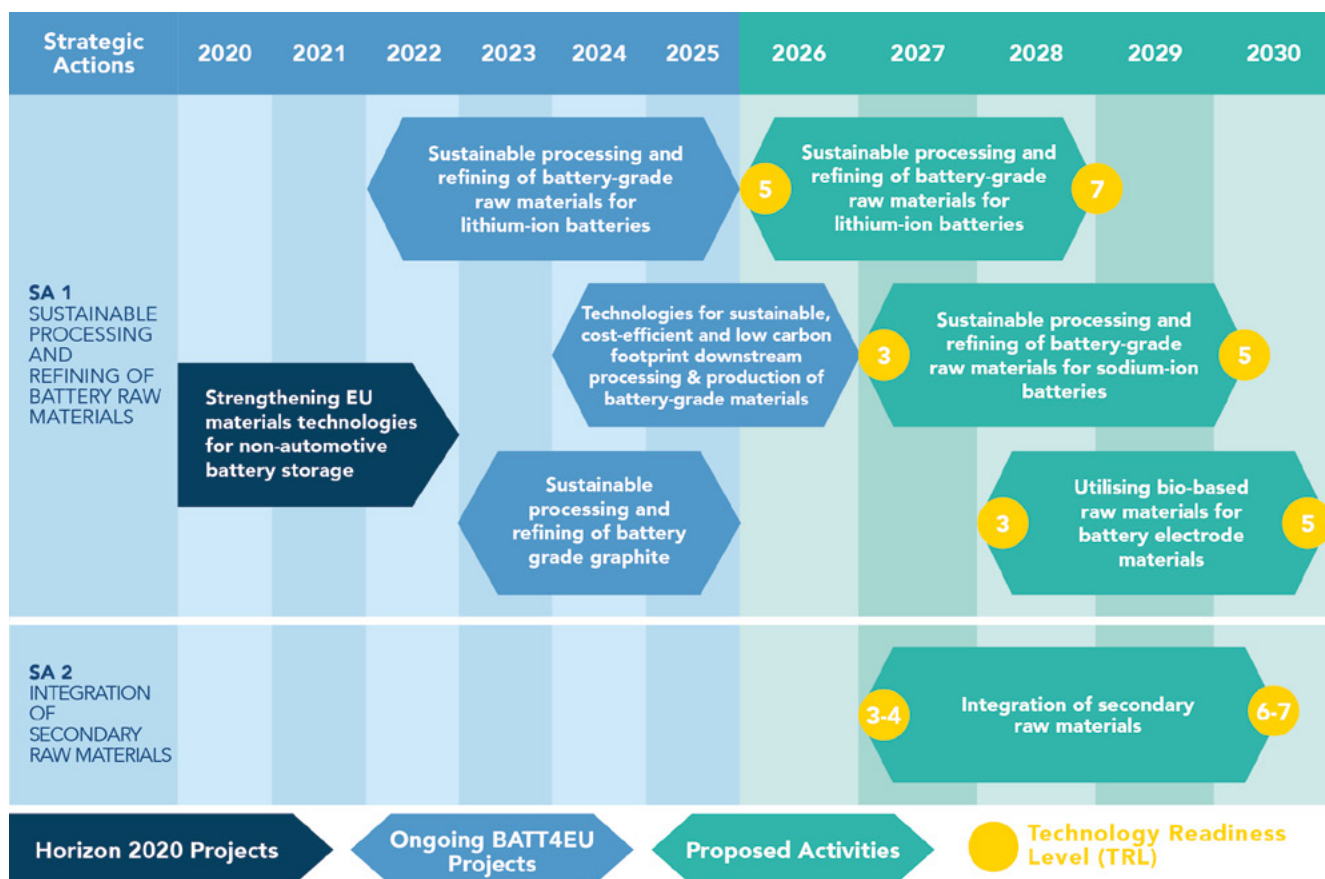 Strategic
Actions
2020
2021
2022
2023
2024
2025
2026
2027
2028
2029
2030
SA 1
SUSTAINABLE
PROCESSING
AND
REFINING OF
BATTERY RAW
MATERIALS
Sustainable processing and
refining of battery-grade
raw materials for
lithium-ion batteries
5
Sustainable processing and
refining of battery-grade
raw materials for
lithium-ion batteries
7
Technologies for sustainable,
cost-efficient and low carbon
footprint downstream
processing & production of
battery-grade materials
3
Sustainable processing and
refining of battery-grade
raw materials for sodium-ion
batteries
5
Strengthening EU
materials technologies
for non-automotive
battery storage
Sustainable
processing and
refining of battery
grade graphite
3
Utilising bio-based
raw materials for
battery electrode
materials
5
SA 2
INTEGRATION
OF
SECONDARY
RAW MATERIALS
3-4
Integration of secondary
raw materials
6-7
Horizon 2020 Projects
Ongoing BATT4EU
Projects
Proposed Activities
Technology Readiness
Level (TRL)